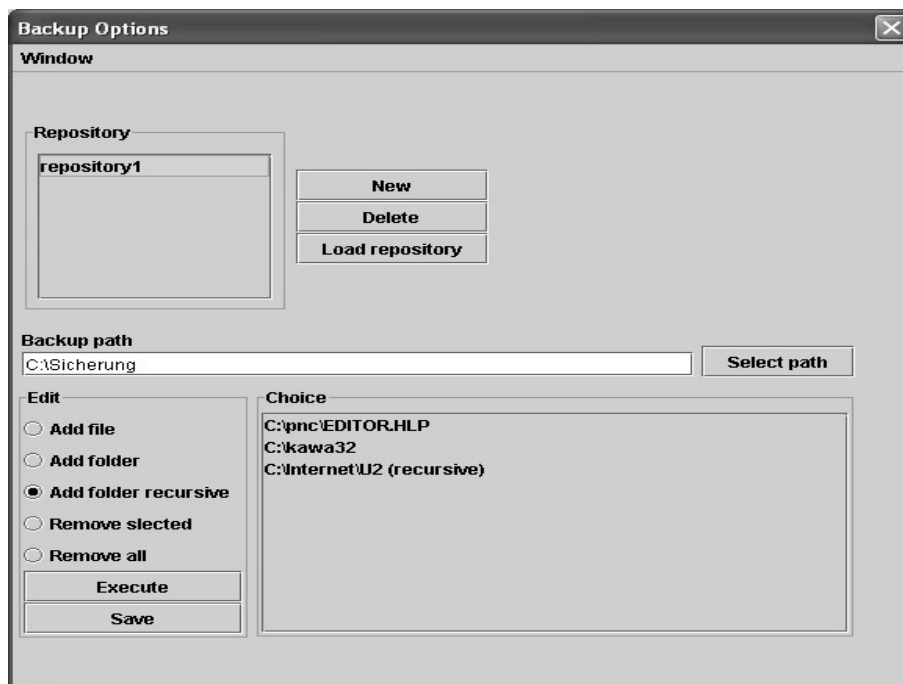 Backup Options
Window
Repository
repository1
New
Delete
Load repository
Backup path
C:\Sicherung
Select path
Edit
Add file
Add folder
Add folder recursive
Remove slected
Remove all
Execute
Save
Choice
C:\pnc\EDITOR.HLP
C:\kawa32
C:\Internet\U2 (recursive)